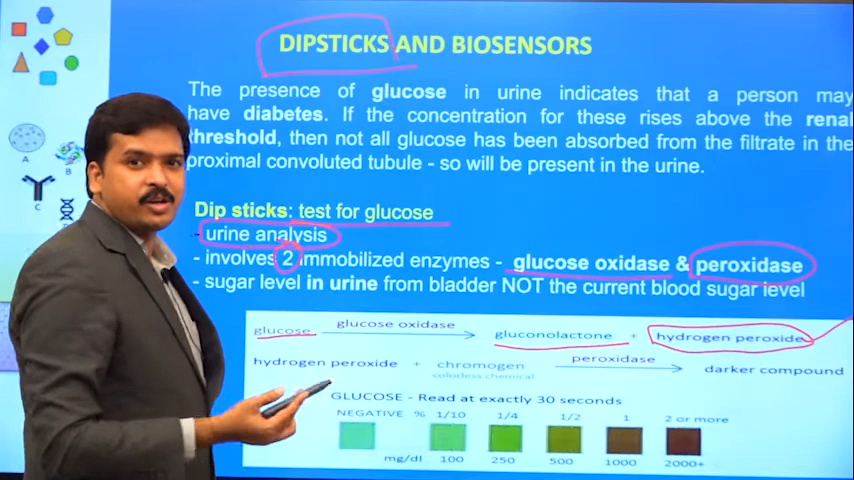 DIPSTICKS AND BIOSENSORS
The presence of glucose in urine indicates that a person may
have diabetes. If the concentration for these rises above the renal
threshold, then not all glucose has been absorbed from the filtrate in the
proximal convoluted tubule - so will be present in the urine.
Dip sticks: test for glucose
- urine analysis
- involves 2 immobilized enzymes - glucose oxidase & peroxidase
- sugar level in urine from bladder NOT the current blood sugar level
glucose glucose oxidase gluconolactone + hydrogen peroxide
hydrogen peroxide + chromogen peroxidase darker compound
colorless chemical
GLUCOSE - Read at exactly 30 seconds
NEGATIVE % 1/10 1/4 1/2 1 2 or more
mg/dl 100 250 500 1000 2000+
A
B
C
D